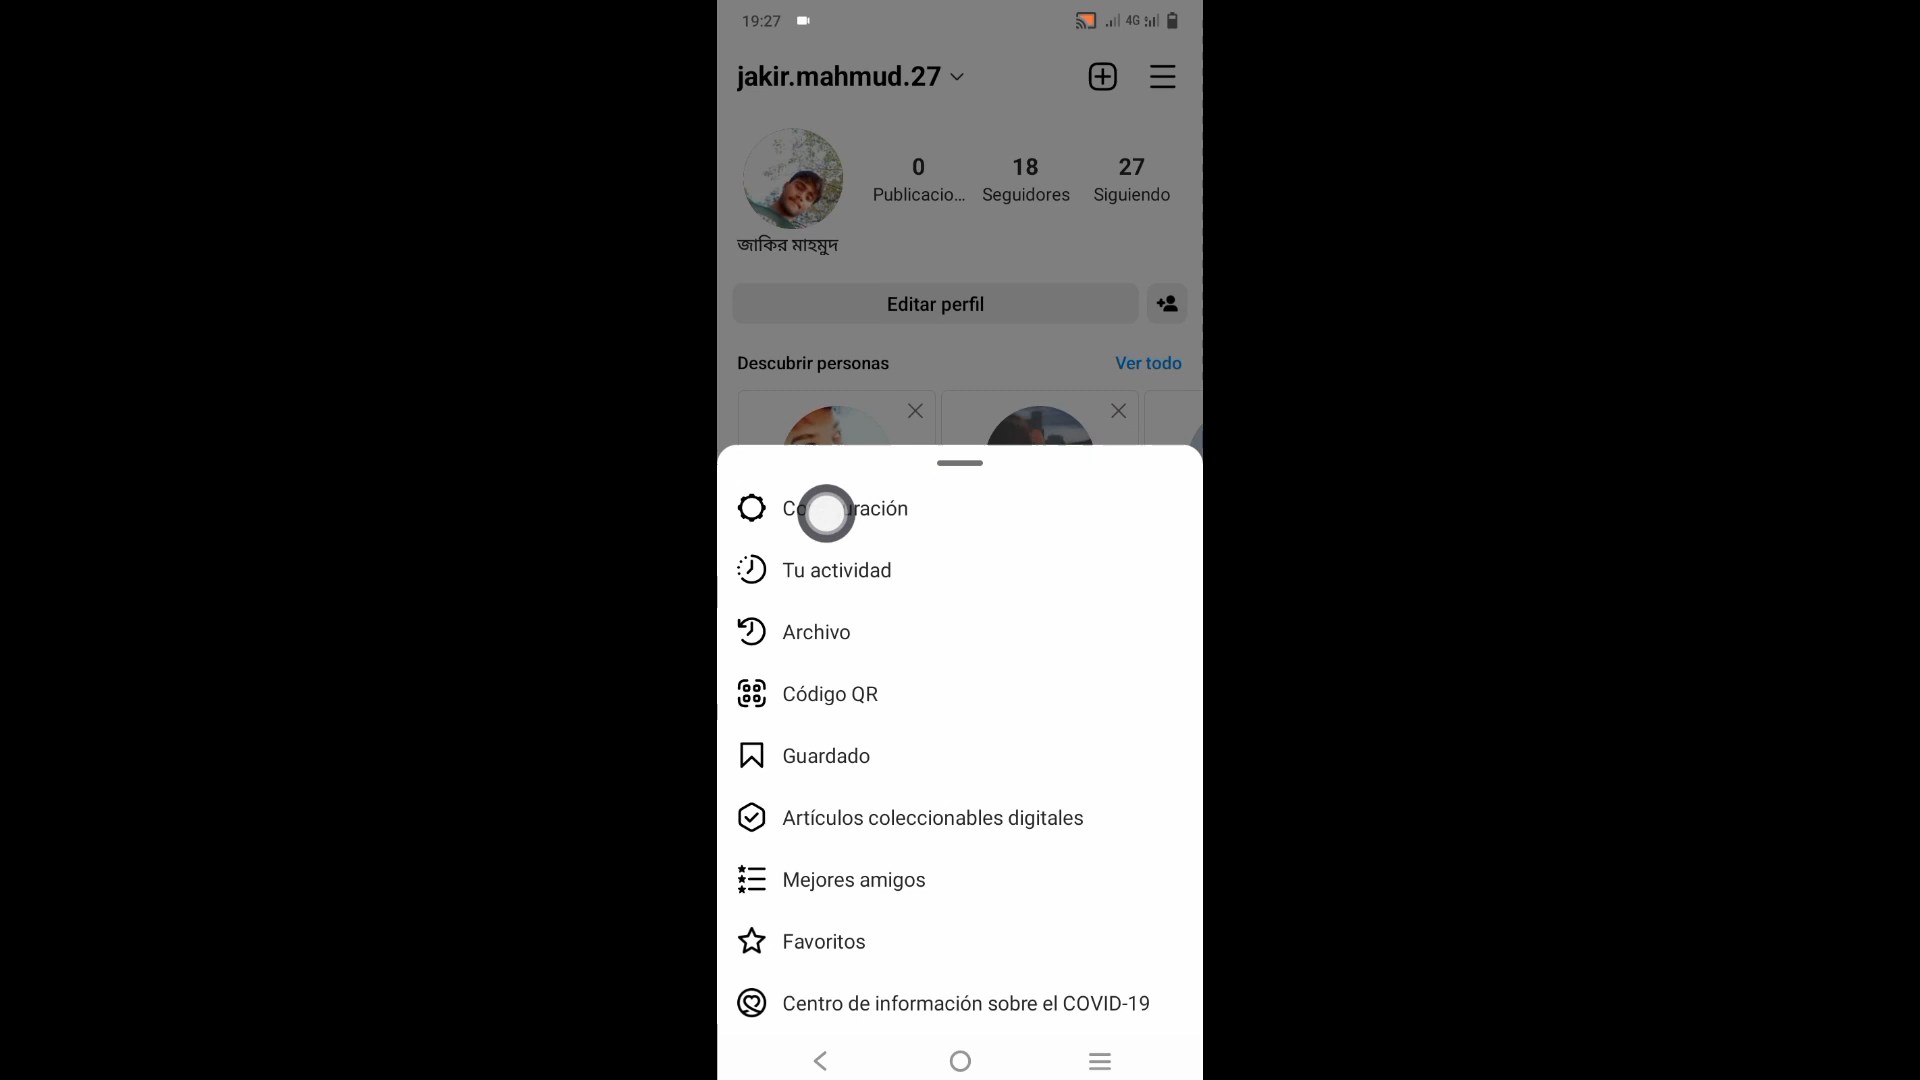 19:27
4G
jakir.mahmud.27
0
18
27
Publicacio...
Seguidores
Siguiendo
জাকির মাহমুদ
Editar perfil
Descubrir personas
Ver todo
Tu actividad
Archivo
Código QR
Guardado
Artículos coleccionables digitales
Mejores amigos
Favoritos
Centro de información sobre el COVID-19